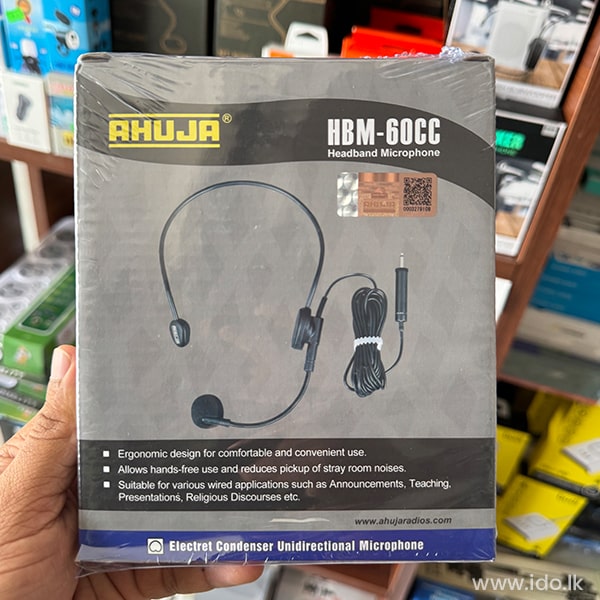 AHUJA®
HBM-60CC
Headband Microphone
AHUJA
Ergonomic design for comfortable and convenient use.
Allows hands-free use and reduces pickup of stray room noises.
Suitable for various wired applications such as Announcements, Teaching,
Presentations, Religious Discourses etc.
www.ahujaradios.com
Electret Condenser Unidirectional Microphone
www.ido.lk